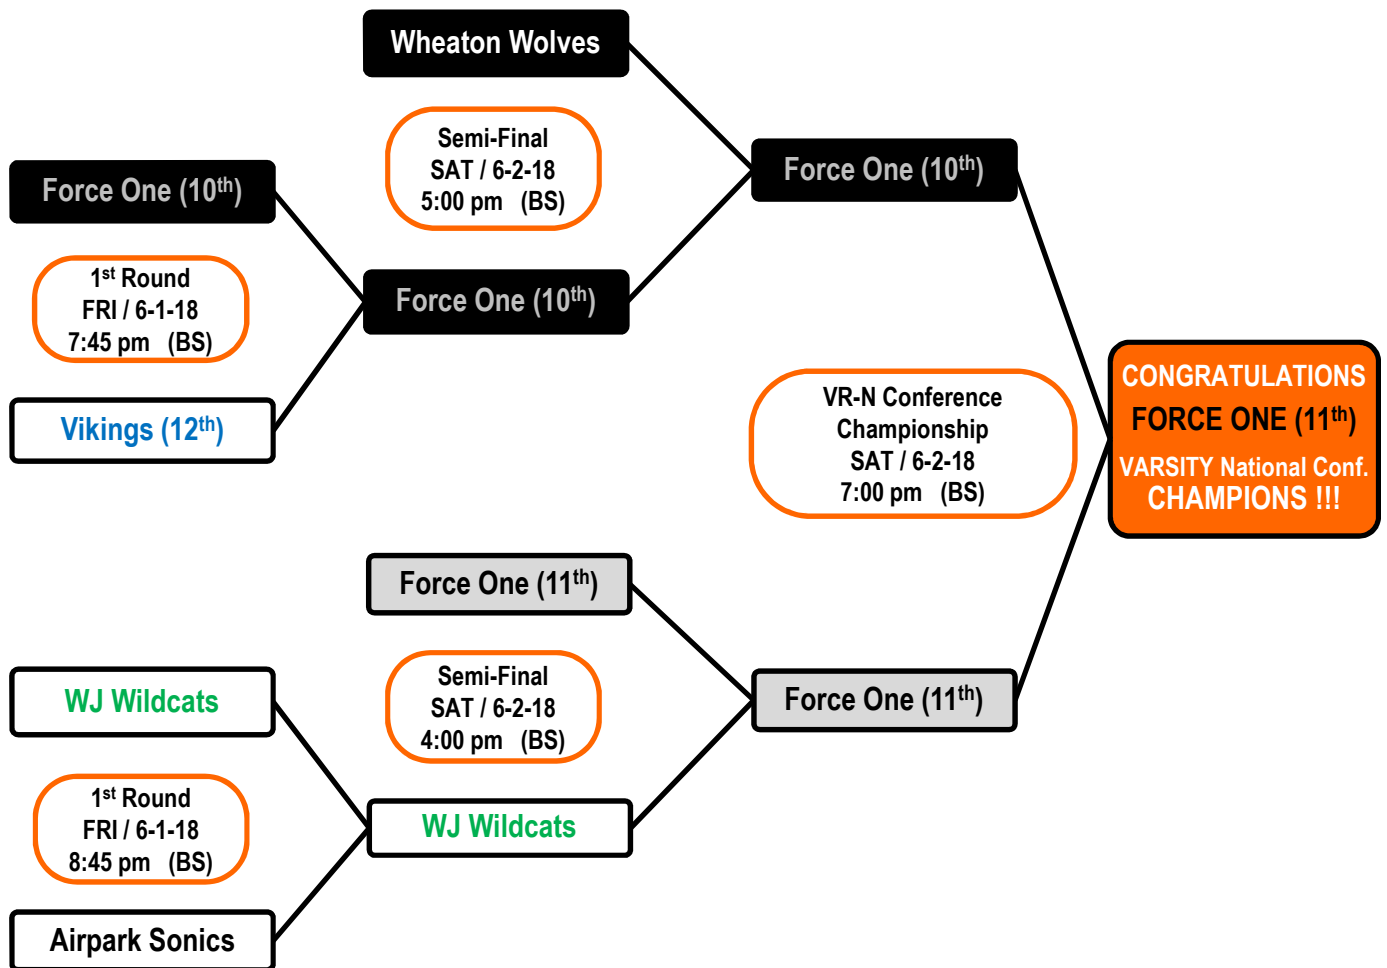 Wheaton Wolves
Semi-Final
SAT / 6-2-18
5:00 pm (BS)
Force One (10th)
Force One (10th)
1st Round
FRI / 6-1-18
7:45 pm (BS)
Force One (10th)
Vikings (12th)
VR-N Conference
Championship
SAT / 6-2-18
7:00 pm (BS)
CONGRATULATIONS
FORCE ONE (11th)
VARSITY National Conf.
CHAMPIONS !!!
Force One (11th)
Semi-Final
SAT / 6-2-18
4:00 pm (BS)
Force One (11th)
WJ Wildcats
1st Round
FRI / 6-1-18
8:45 pm (BS)
WJ Wildcats
Airpark Sonics